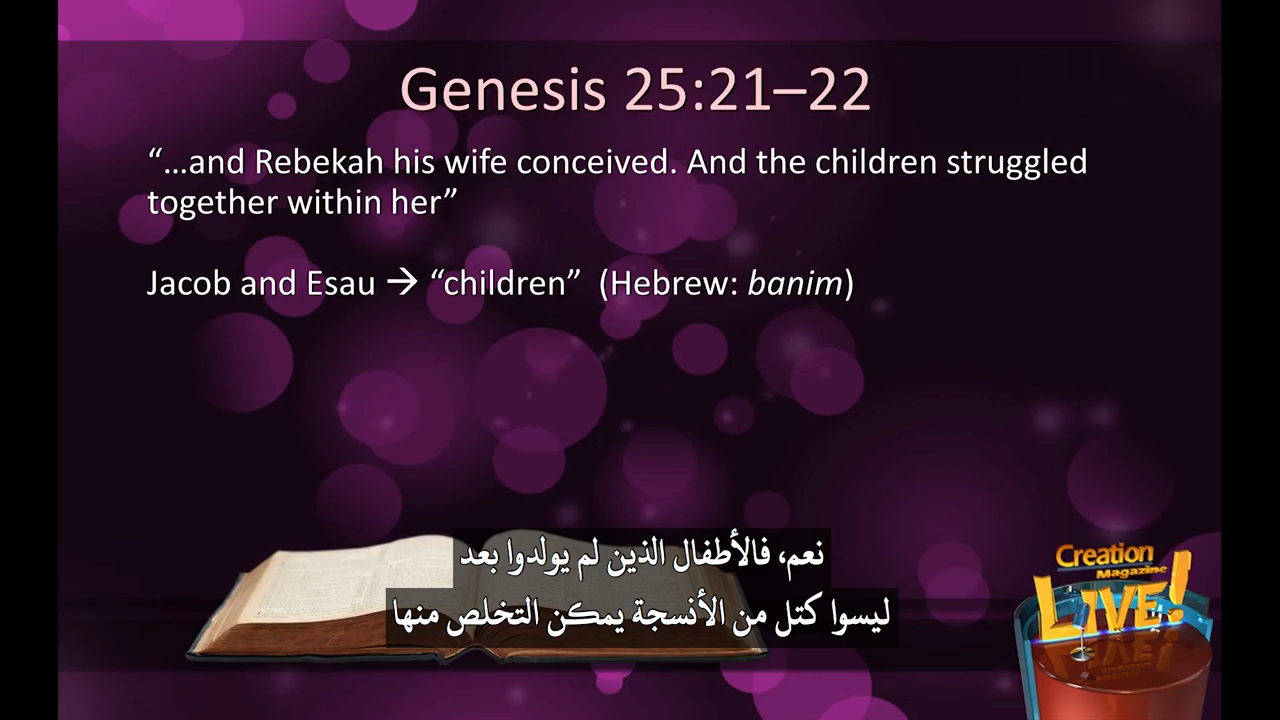 Genesis 25:21–22
“…and Rebekah his wife conceived. And the children struggled
together within her”
Jacob and Esau → “children” (Hebrew: banim)
نعم، فالأطفال الذين لم يولدوا بعد
ليسوا كتل من الأنسجة يمكن التخلص منها
Creation
Magazine
LIVE!